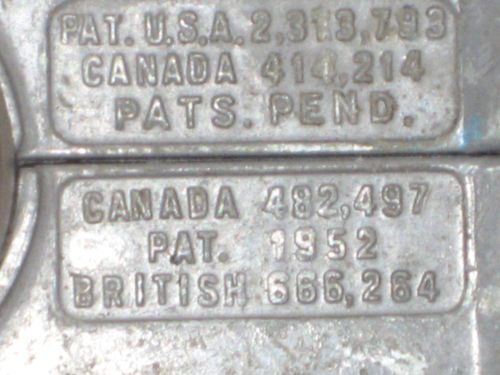 PAT. U.S.A. 2,313,793
CANADA 414,214
PATS. PEND.
CANADA 482,497
PAT. 1952
BRITISH 666,264